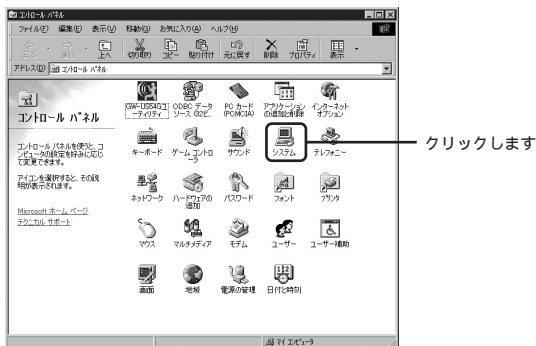 コントロール パネル
ファイル(F) 編集(E) 表示(V) 移動(G) お気に入り(A) ヘルプ(H)
戻る 進む 上へ 切り取り コピー 貼り付け 元に戻す 削除 プロパティ 表示
アドレス(D) コントロール パネル
コントロール パネル
コントロール パネルを使うと、コ
ンピュータの設定を好みに応じ
て変更できます。
アイコンを選択すると、その説
明が表示されます。
Microsoft ホーム ページ
テクニカル サポート
GW-US54Gユ
ーティリティ
ODBC データ
ソース (32ビ..
PC カード
(PCMCIA)
アプリケーション
の追加と削除
インターネット
オプション
キーボード
ゲーム コントロ
ーラ
サウンド
システム
テレフォニー
ネットワーク
ハードウェアの
追加
パスワード
フォント
プリンタ
マウス
マルチメディア
モデム
ユーザー
ユーザー補助
画面
地域
電源の管理
日付と時刻
マイ コンピュータ
クリックします